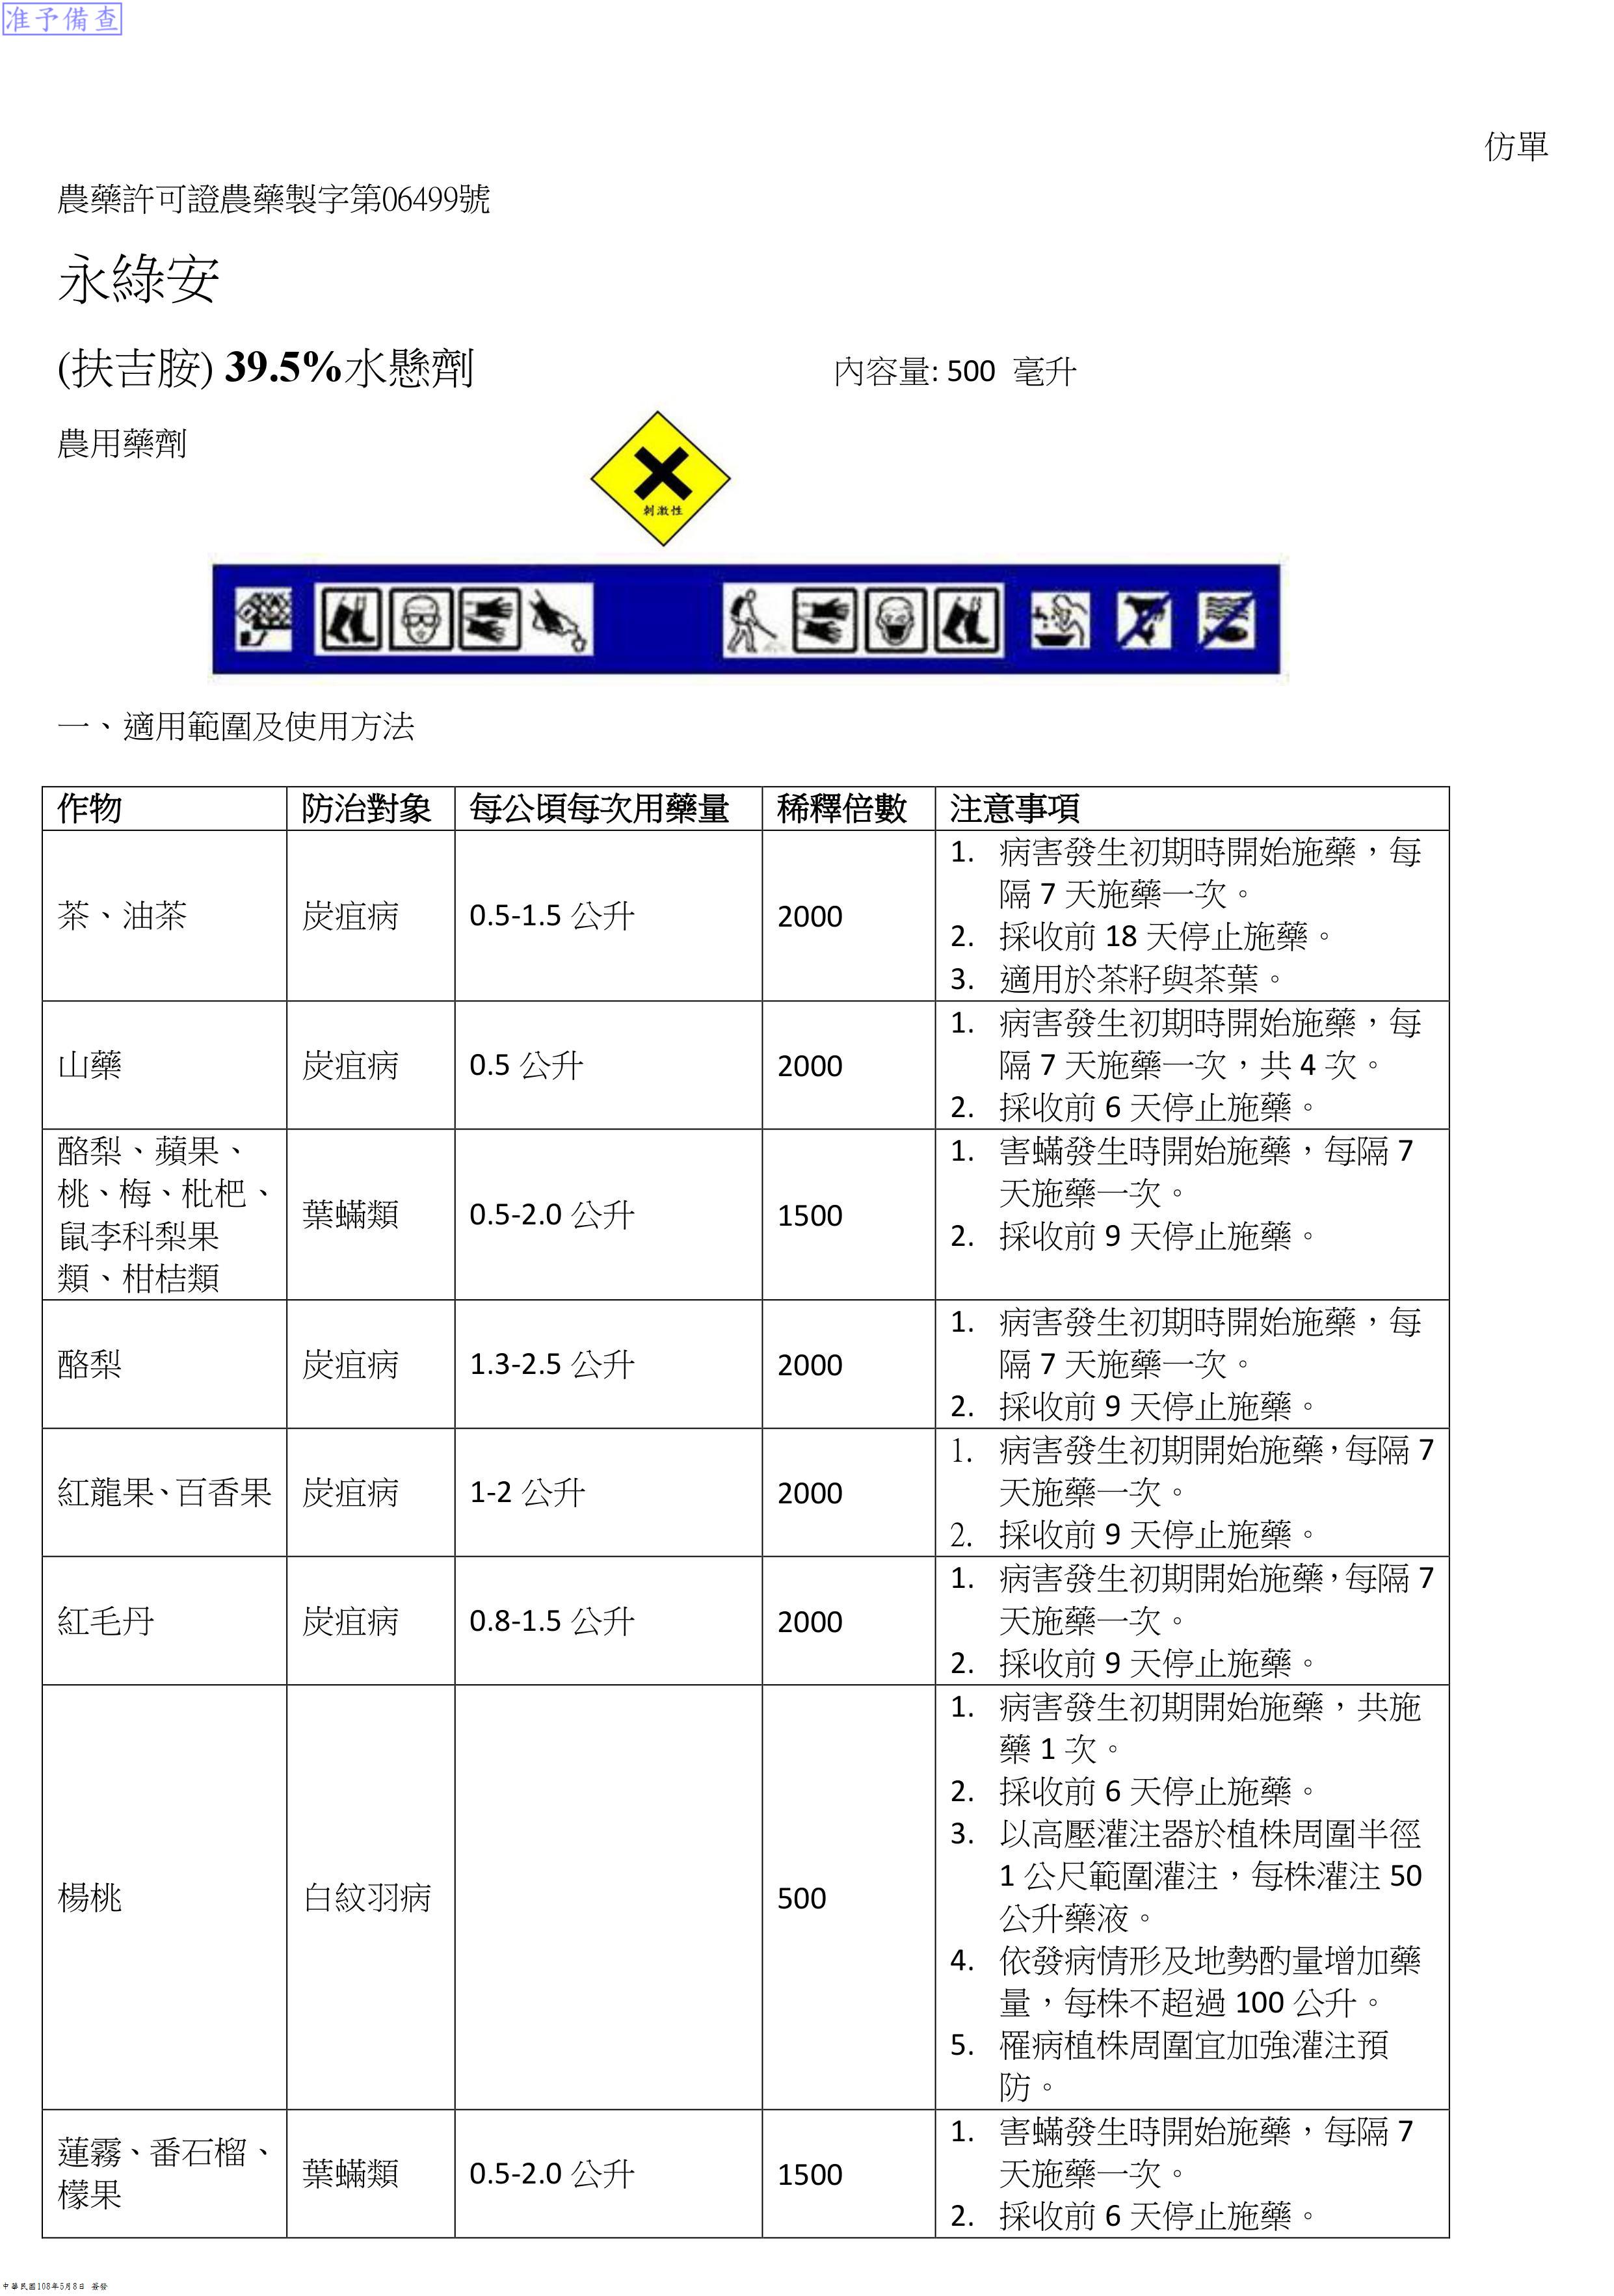 准予備查
仿單
農藥許可證農藥製字第06499號
永綠安
(扶吉胺) 39.5%水懸劑
內容量: 500 毫升
農用藥劑
刺激性
一、適用範圍及使用方法
作物 防治對象 每公頃每次用藥量 稀釋倍數 注意事項
茶、油茶 炭疽病 0.5-1.5 公升 2000
1. 病害發生初期時開始施藥，每
隔 7 天施藥一次。
2. 採收前 18 天停止施藥。
3. 適用於茶籽與茶葉。
山藥 炭疽病 0.5 公升 2000
1. 病害發生初期時開始施藥，每
隔 7 天施藥一次，共 4 次。
2. 採收前 6 天停止施藥。
酪梨、蘋果、
桃、梅、枇杷、
鼠李科梨果
類、柑桔類
葉蟎類 0.5-2.0 公升 1500
1. 害蟎發生時開始施藥，每隔 7
天施藥一次。
2. 採收前 9 天停止施藥。
酪梨 炭疽病 1.3-2.5 公升 2000
1. 病害發生初期時開始施藥，每
隔 7 天施藥一次。
2. 採收前 9 天停止施藥。
紅龍果、百香果 炭疽病 1-2 公升 2000
1. 病害發生初期開始施藥，每隔 7
天施藥一次。
2. 採收前 9 天停止施藥。
紅毛丹 炭疽病 0.8-1.5 公升 2000
1. 病害發生初期開始施藥，每隔 7
天施藥一次。
2. 採收前 9 天停止施藥。
楊桃 白紋羽病 500
1. 病害發生初期開始施藥，共施
藥 1 次。
2. 採收前 6 天停止施藥。
3. 以高壓灌注器於植株周圍半徑
1 公尺範圍灌注，每株灌注 50
公升藥液。
4. 依發病情形及地勢酌量增加藥
量，每株不超過 100 公升。
5. 罹病植株周圍宜加強灌注預
防。
蓮霧、番石榴、
檬果
葉蟎類 0.5-2.0 公升 1500
1. 害蟎發生時開始施藥，每隔 7
天施藥一次。
2. 採收前 6 天停止施藥。
中華民國108年5月8日 簽發